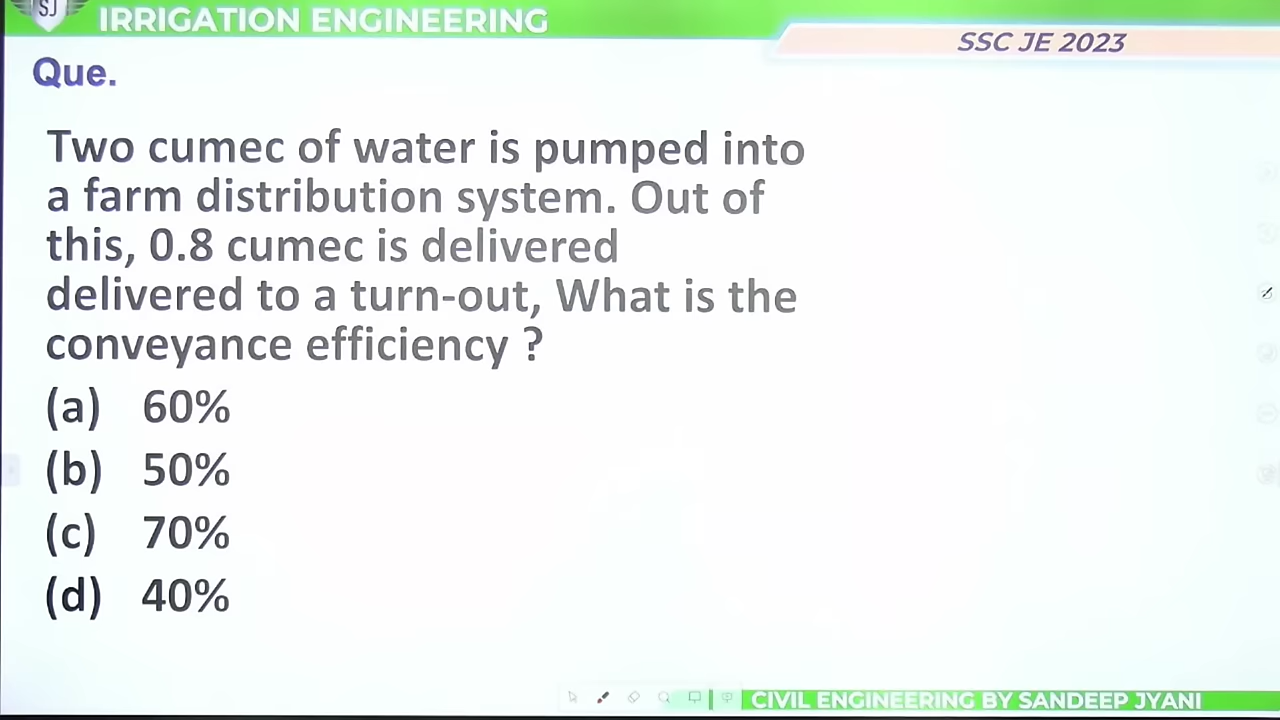 SJ
IRRIGATION ENGINEERING
SSC JE 2023
Que.
Two cumec of water is pumped into
a farm distribution system. Out of
this, 0.8 cumec is delivered
delivered to a turn-out, What is the
conveyance efficiency ?
(a) 60%
(b) 50%
(c) 70%
(d) 40%
CIVIL ENGINEERING BY SANDEEP JYANI